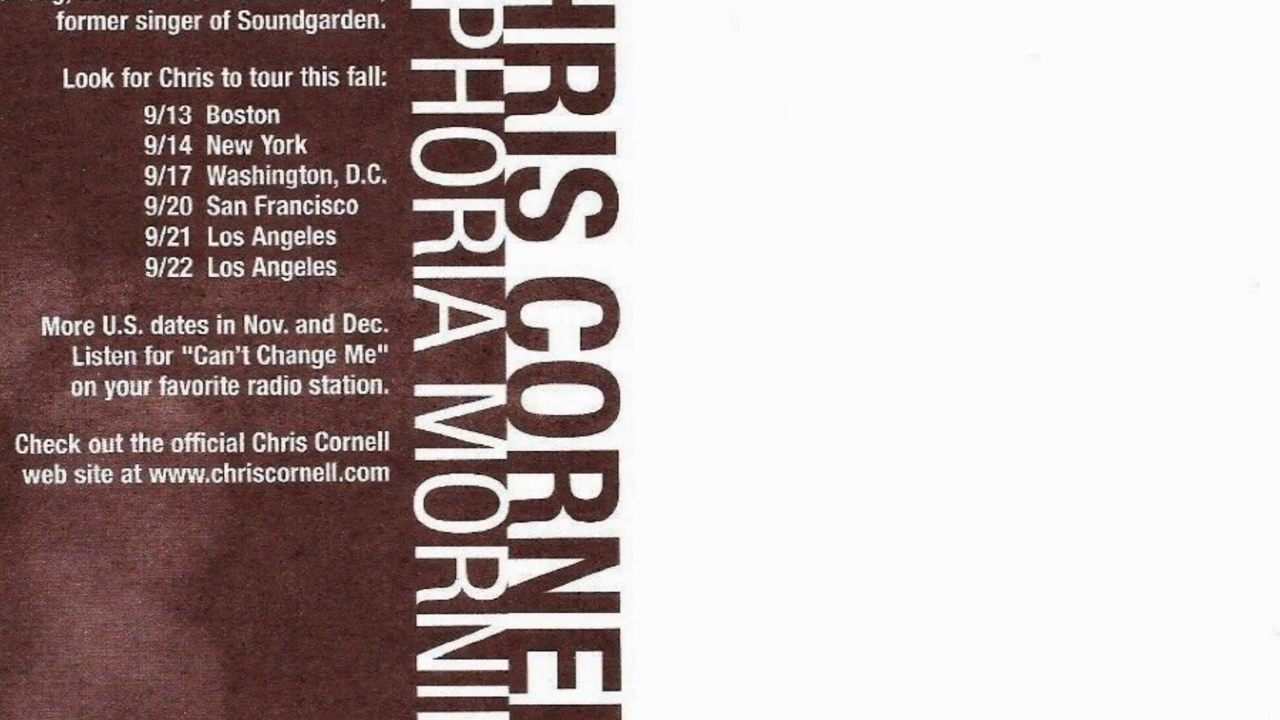 former singer of Soundgarden.
Look for Chris to tour this fall:
9/13 Boston
9/14 New York
9/17 Washington, D.C.
9/20 San Francisco
9/21 Los Angeles
9/22 Los Angeles
More U.S. dates in Nov. and Dec.
Listen for "Can't Change Me"
on your favorite radio station.
Check out the official Chris Cornell
web site at www.chriscornell.com
PHORIA MORNI
HRIS CORNE